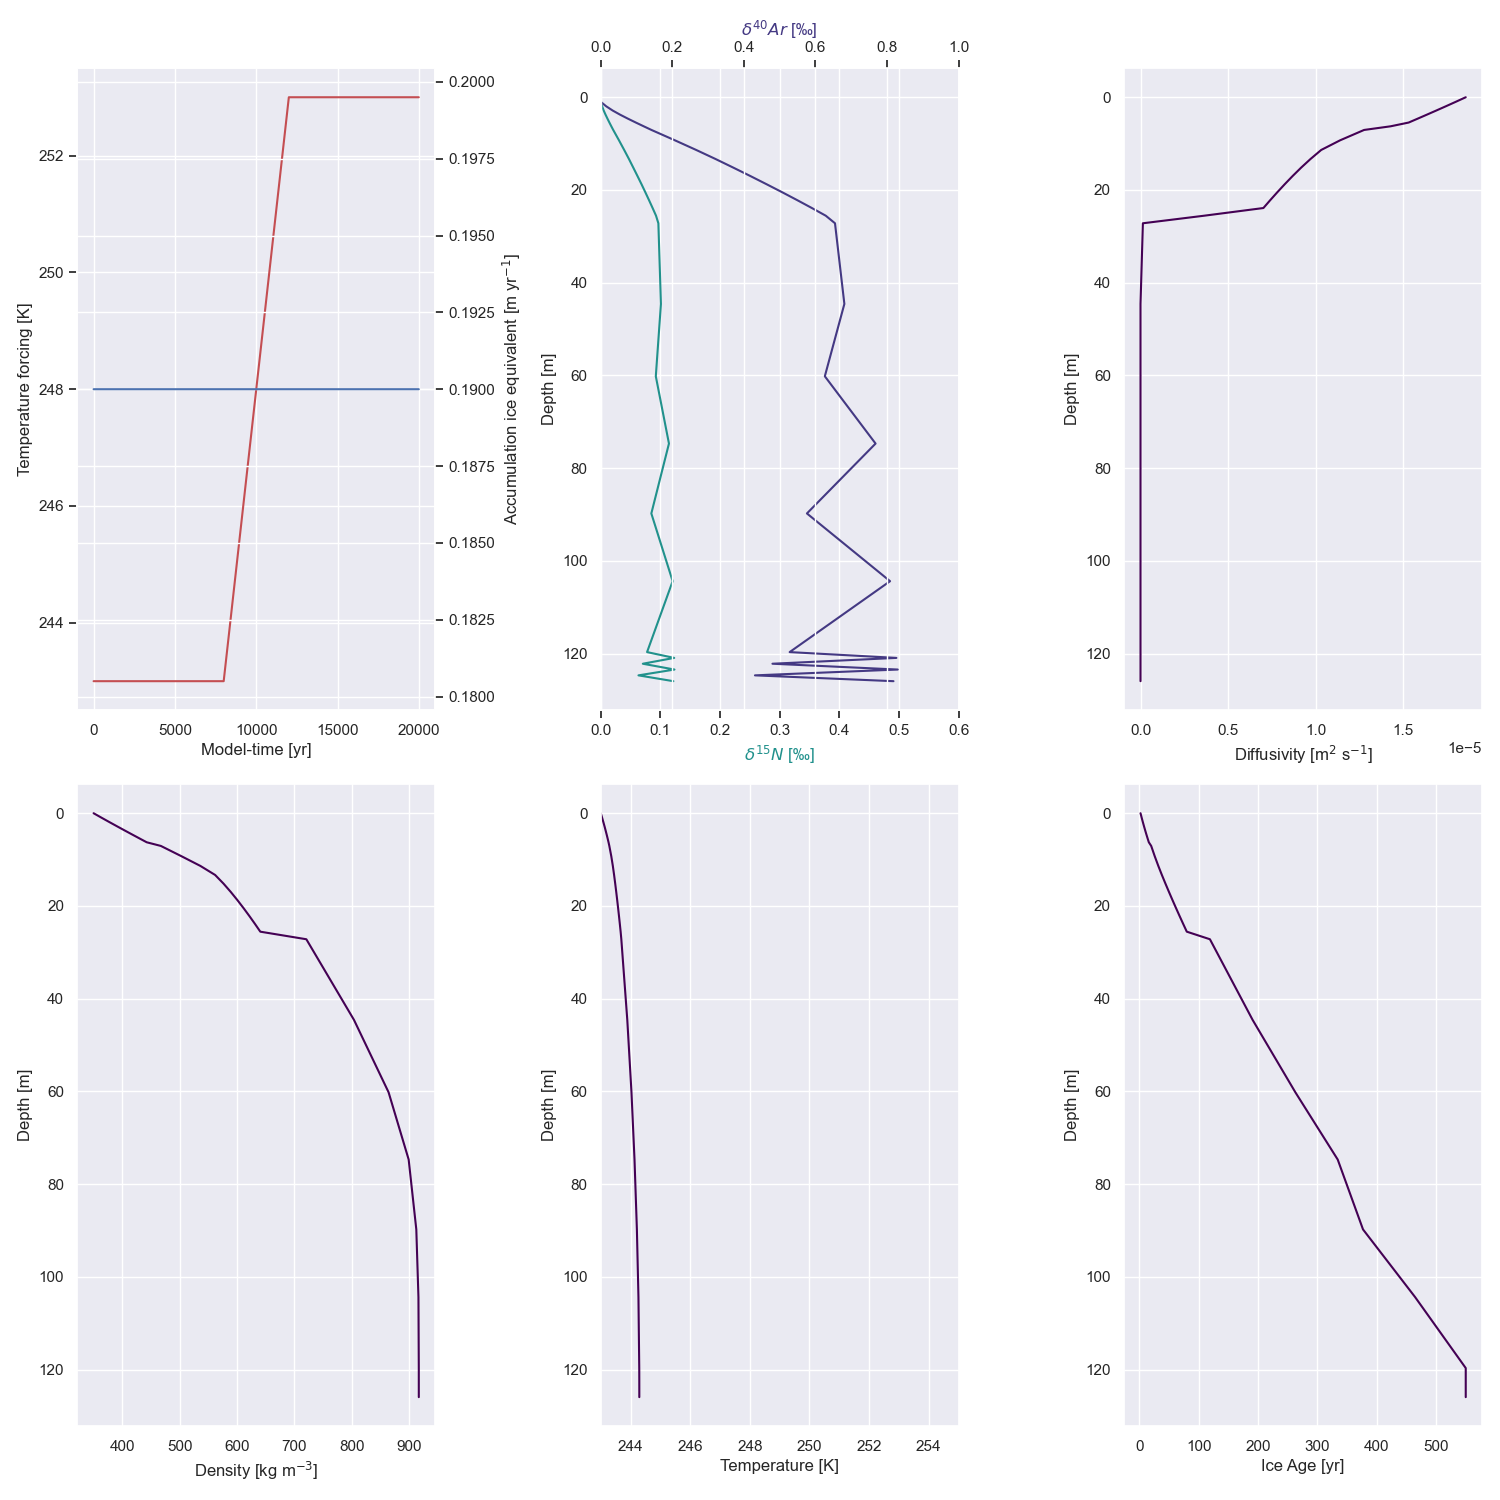 δ⁴⁰Ar [‰]
0.0 0.2 0.4 0.6 0.8 1.0
Temperature forcing [K]
252
250
248
246
244
0.2000
0.1975
0.1950
0.1925
0.1900
0.1875
0.1850
0.1825
0.1800
Accumulation ice equivalent [m yr⁻¹]
0 5000 10000 15000 20000
Model-time [yr]
Depth [m]
0
20
40
60
80
100
120
0.0 0.1 0.2 0.3 0.4 0.5 0.6
δ¹⁵N [‰]
Depth [m]
0
20
40
60
80
100
120
0.0 0.5 1.0 1.5
1e−5
Diffusivity [m² s⁻¹]
Depth [m]
0
20
40
60
80
100
120
400 500 600 700 800 900
Density [kg m⁻³]
Depth [m]
0
20
40
60
80
100
120
244 246 248 250 252 254
Temperature [K]
Depth [m]
0
20
40
60
80
100
120
0 100 200 300 400 500
Ice Age [yr]